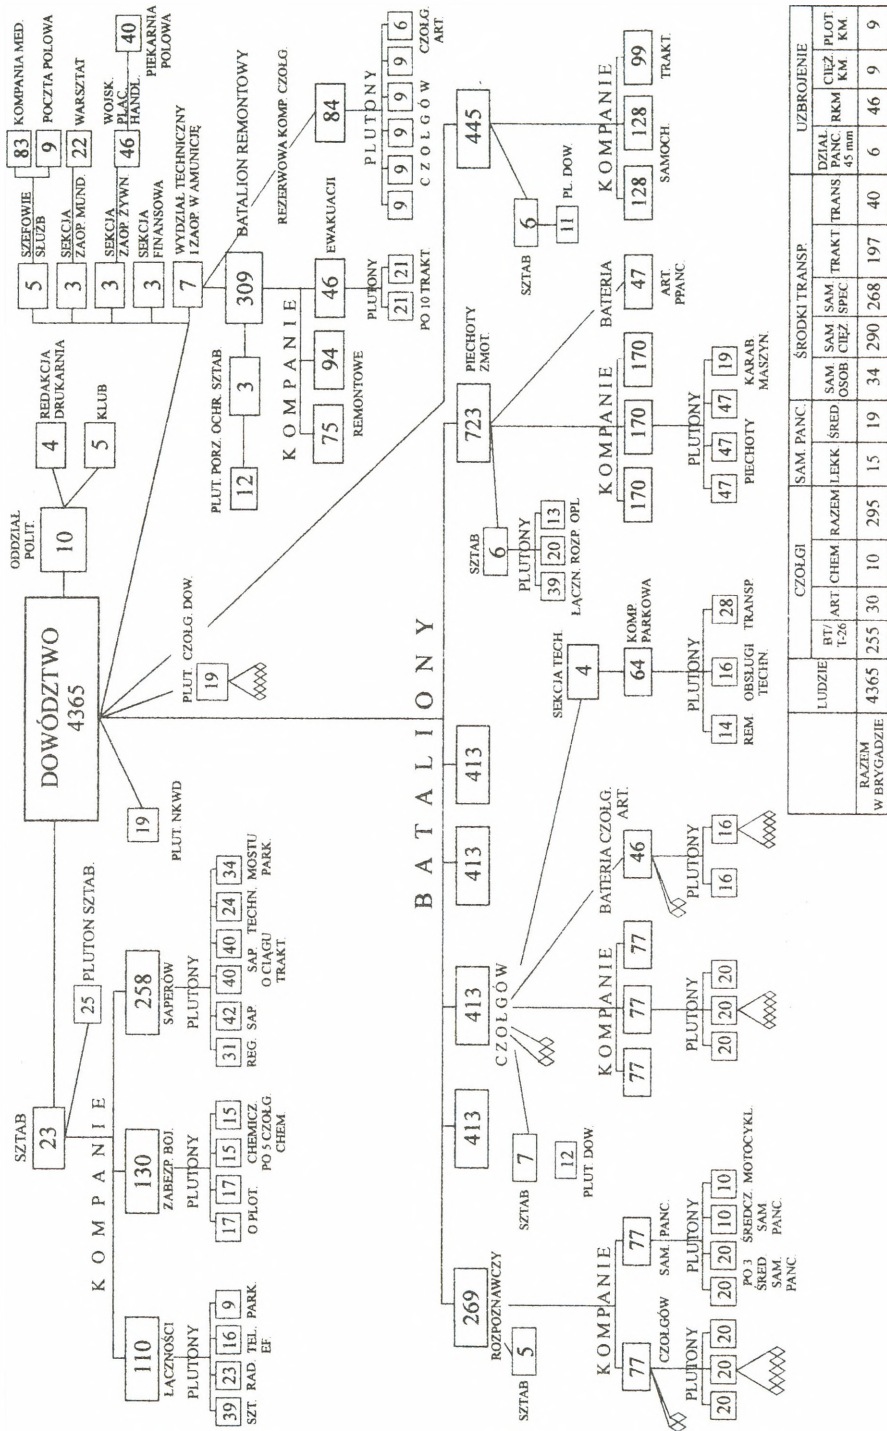 DOWÓDZTWO
4365
ODDZIAŁ
POLIT.
10
4
REDAKCJA
DRUKARNIA
5
KLUB
5
SZEFOWIE
SŁUŻB
83
KOMPANIA MED.
9
POCZTA POLOWA
3
SEKCJA
ZAOP. MUND.
22
WARSZTAT
3
SEKCJA
ZAOP. ŻYWN.
46
WOJSK.
PLAC.
HANDL.
40
PIEKARNIA
POLOWA
3
SEKCJA
FINANSOWA
7
WYDZIAŁ TECHNICZNY
I ZAOP. W AMUNICJĘ
309
BATALION REMONTOWY
3
SZTAB
12
PLUT. PORZ. OCHR.
KOMPANIE
75 94
REMONTOWE
46
EWAKUACJI
PLUTONY
21 21
PO 10 TRAKT.
84
REZERWOWA KOMP. CZOŁG.
PLUTONY
9 9 9 9 9 6
CZOŁGÓW
CZOŁG.
ART.
19
PLUT. CZOŁG. DOW.
19
PLUT. NKWD
SZTAB
23
25
PLUTON SZTAB.
KOMPANIE
110
ŁĄCZNOŚCI
PLUTONY
39 23 16 9
SZT. RAD. TEL. PARK.
EF
130
ZABEZP. BOJ.
PLUTONY
17 17 15 15
O PLOT. CHEMICZ.
PO 5 CZOŁG.
CHEM.
258
SAPERÓW
PLUTONY
31 42 40 40 24 34
REG. SAP. SAP. TECHN. MOSTU
O CIĄGU PARK.
TRAKT.
BATALIONY
269
ROZPOZNAWCZY
SZTAB
5
KOMPANIE
77
CZOŁGÓW
PLUTONY
20 20 20
77
SAM. PANC.
PLUTONY
20 20 10 10
PO 3 ŚREDCZ. MOTOCYKL.
ŚRED. SAM
SAM. PANC.
PANC.
413 413 413 413
CZOŁGÓW
SZTAB
7
12
PLUT DOW.
KOMPANIE
77 77 77
PLUTONY
20 20 20
BATERIA CZOŁG.
ART.
46
PLUTONY
16 16
SEKCJA TECH.
4
64
KOMP.
PARKOWA
PLUTONY
14 16 28
REM OBSŁUGI TRANSP.
TECHN.
723
PIECHOTY
ZMOT.
SZTAB
6
PLUTONY
39 20 13
ŁĄCZN. ROZP. OPL
KOMPANIE
170 170 170
PLUTONY
47 47 47 19
PIECHOTY KARAB.
MASZYN.
BATERIA
47
ART.
PPANC.
445
SZTAB
6
11
PL. DOW.
KOMPANIE
128 128 99
SAMOCH. TRAKT.
LUDZIE CZOŁGI SAM. PANC. ŚRODKI TRANSP. UZBROJENIE
BT/
T-26 ART CHEM RAZEM LEKK ŚRED SAM
OSOB SAM
CIĘŻ. SAM.
SPEC TRAKT TRANS DZIAŁ
PANC.
45 mm RKM CIĘŻ.
KM PLOT.
KM.
RAZEM
W BRYGADZIE 4365 255 30 10 295 15 19 34 290 268 197 40 6 46 9 9